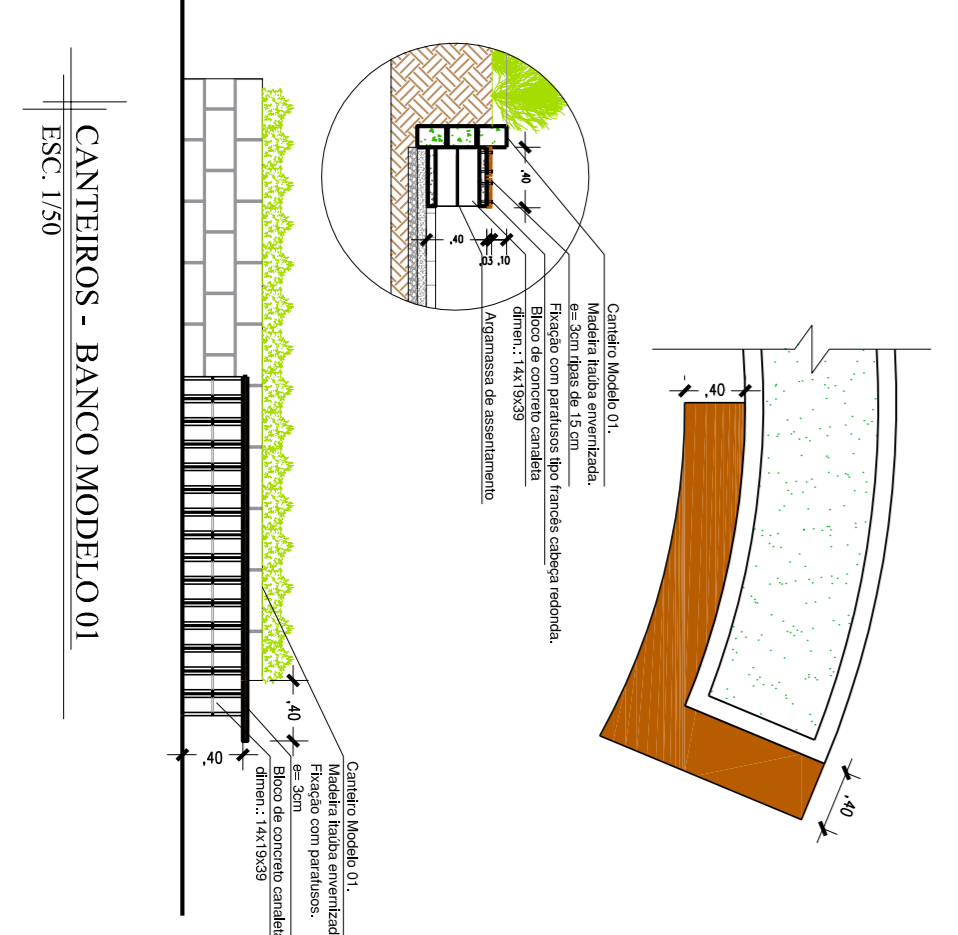 CANTEIROS - BANCO MODELO 01
ESC. 1/50
,40
,40
,03
,10
Canteiro Modelo 01.
Madeira itaúba envernizada.
e= 3cm ripas de 15 cm
Fixação com parafusos tipo francês cabeça redonda.
Bloco de concreto canaleta
dimen.: 14x19x39
Argamassa de assentamento
,40
,40
,40
,40
Canteiro Modelo 01.
Madeira itaúba envernizad
Fixação com parafusos.
e= 3cm
Bloco de concreto canaleta
dimen.: 14x19x39